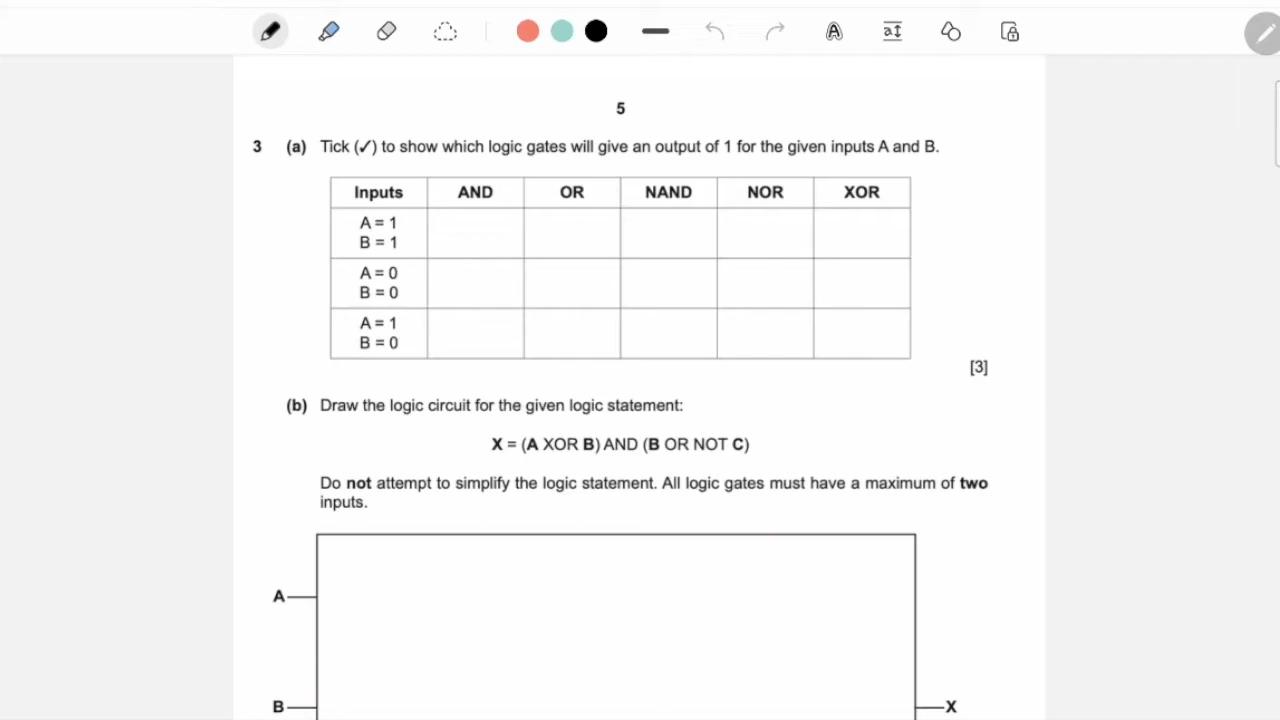 5
3 (a) Tick (✓) to show which logic gates will give an output of 1 for the given inputs A and B.
Inputs AND OR NAND NOR XOR
A = 1
B = 1
A = 0
B = 0
A = 1
B = 0
[3]
(b) Draw the logic circuit for the given logic statement:
X = (A XOR B) AND (B OR NOT C)
Do not attempt to simplify the logic statement. All logic gates must have a maximum of two
inputs.
A
B
X